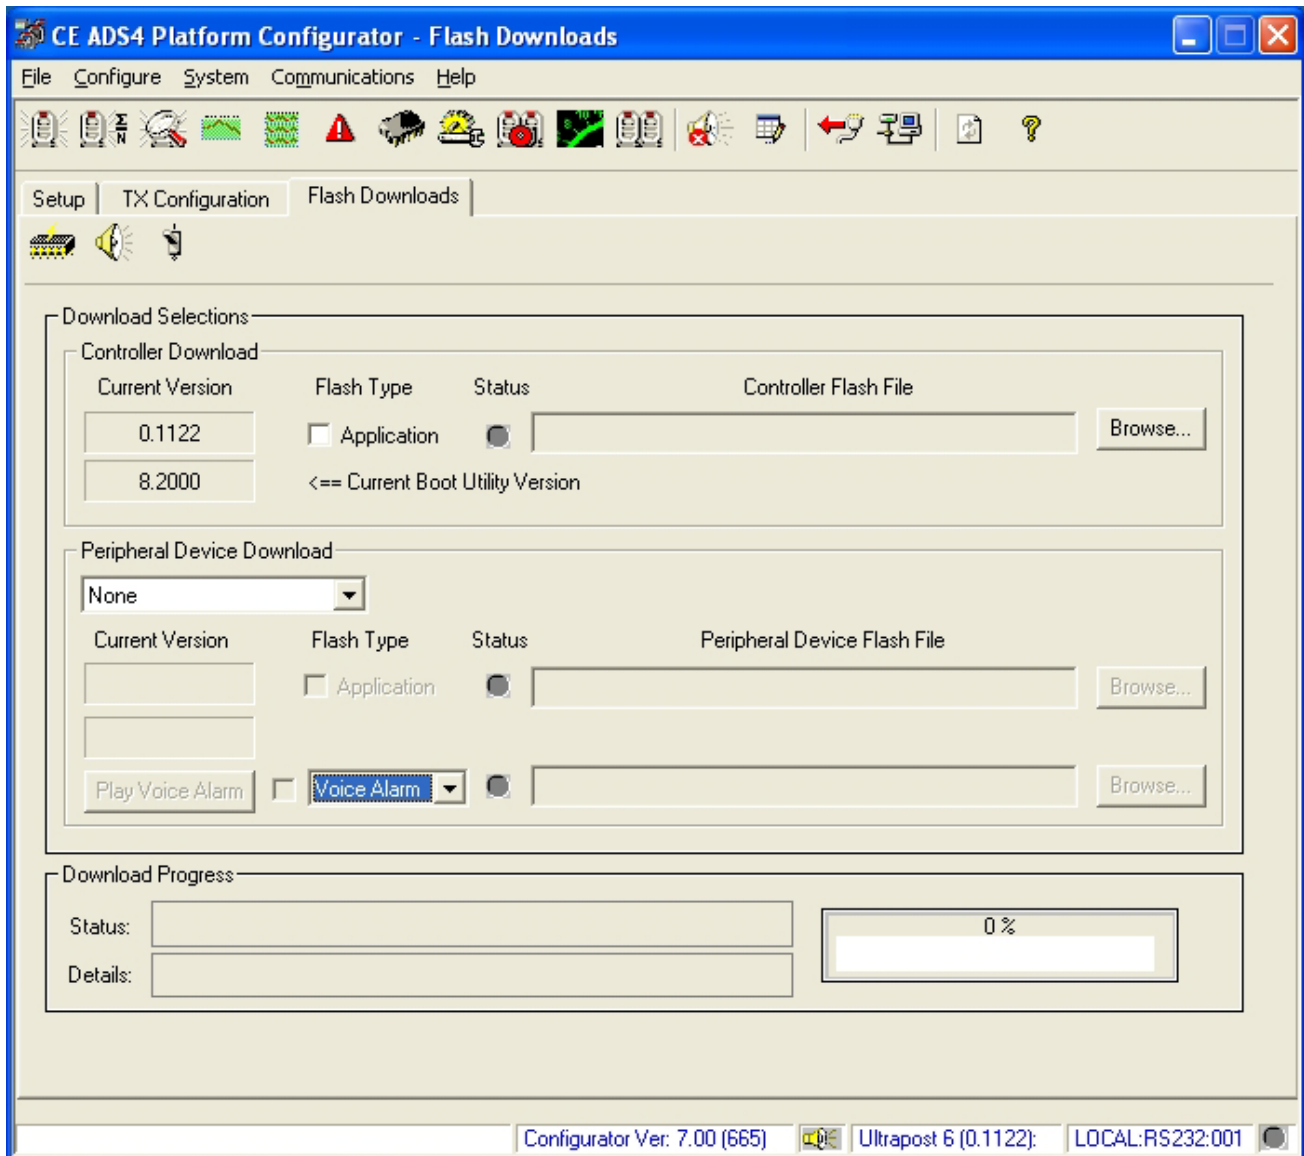 CE ADS4 Platform Configurator - Flash Downloads
File Configure System Communications Help
Setup TX Configuration Flash Downloads
Download Selections
Controller Download
Current Version Flash Type Status Controller Flash File
0.1122 Application Browse...
8.2000 <== Current Boot Utility Version
Peripheral Device Download
None
Current Version Flash Type Status Peripheral Device Flash File
Application Browse...
Play Voice Alarm Voice Alarm Browse...
Download Progress
Status: 0 %
Details:
Configurator Ver: 7.00 (665) Ultrapost 6 (0.1122): LOCAL:RS232:001